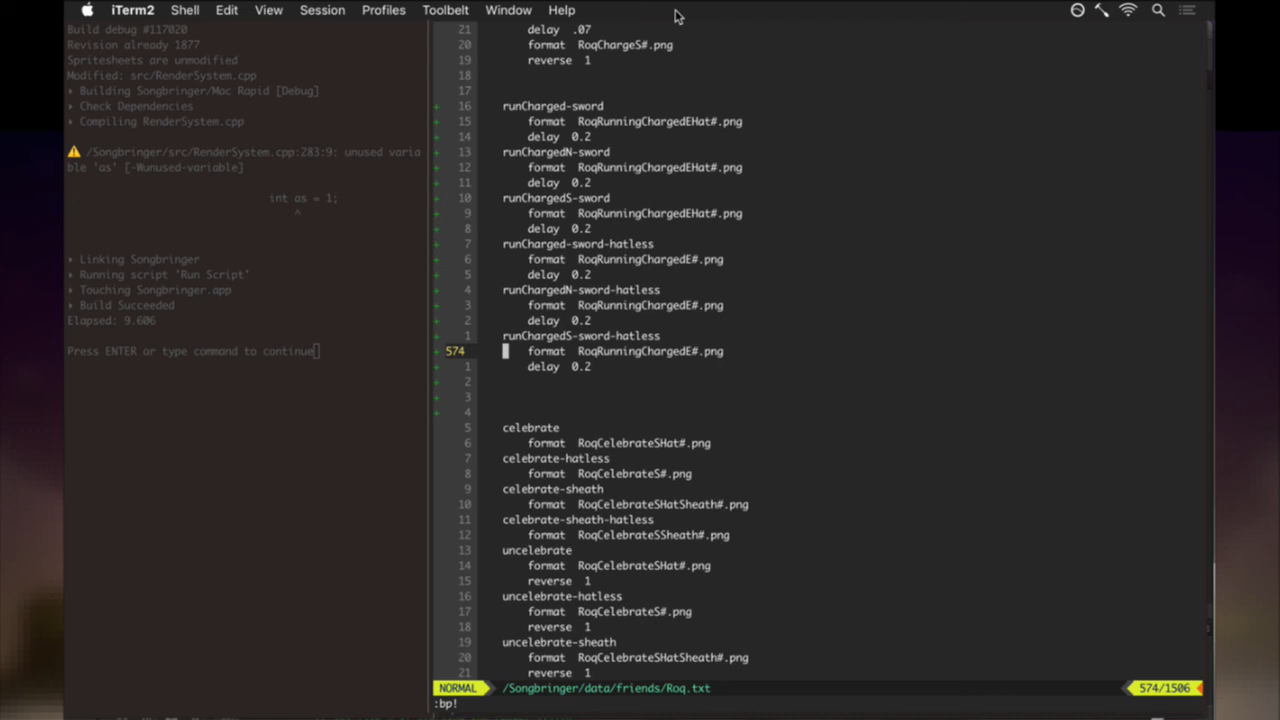 iTerm2 Shell Edit View Session Profiles Toolbelt Window Help
Build debug #117020
Revision already 1877
Spritesheets are unmodified
Modified: src/RenderSystem.cpp
▸ Building Songbringer/Mac Rapid [Debug]
▸ Check Dependencies
▸ Compiling RenderSystem.cpp
⚠️ /Songbringer/src/RenderSystem.cpp:283:9: unused varia
ble 'as' [-Wunused-variable]
int as = 1;
^
▸ Linking Songbringer
▸ Running script 'Run Script'
▸ Touching Songbringer.app
▸ Build Succeeded
Elapsed: 9.606
Press ENTER or type command to continue
21 delay .07
20 format RoqChargeS#.png
19 reverse 1
18
17
+ 16 runCharged-sword
+ 15 format RoqRunningChargedEHat#.png
+ 14 delay 0.2
+ 13 runChargedN-sword
+ 12 format RoqRunningChargedEHat#.png
+ 11 delay 0.2
+ 10 runChargedS-sword
+ 9 format RoqRunningChargedEHat#.png
+ 8 delay 0.2
+ 7 runCharged-sword-hatless
+ 6 format RoqRunningChargedE#.png
+ 5 delay 0.2
+ 4 runChargedN-sword-hatless
+ 3 format RoqRunningChargedE#.png
+ 2 delay 0.2
+ 1 runChargedS-sword-hatless
+ 574 format RoqRunningChargedE#.png
+ 1 delay 0.2
+ 2
+ 3
+ 4
5 celebrate
6 format RoqCelebrateSHat#.png
7 celebrate-hatless
8 format RoqCelebrateS#.png
9 celebrate-sheath
10 format RoqCelebrateSHatSheath#.png
11 celebrate-sheath-hatless
12 format RoqCelebrateSSheath#.png
13 uncelebrate
14 format RoqCelebrateSHat#.png
15 reverse 1
16 uncelebrate-hatless
17 format RoqCelebrateS#.png
18 reverse 1
19 uncelebrate-sheath
20 format RoqCelebrateSHatSheath#.png
21 reverse 1
NORMAL /Songbringer/data/friends/Roq.txt 574/1506
:bp!